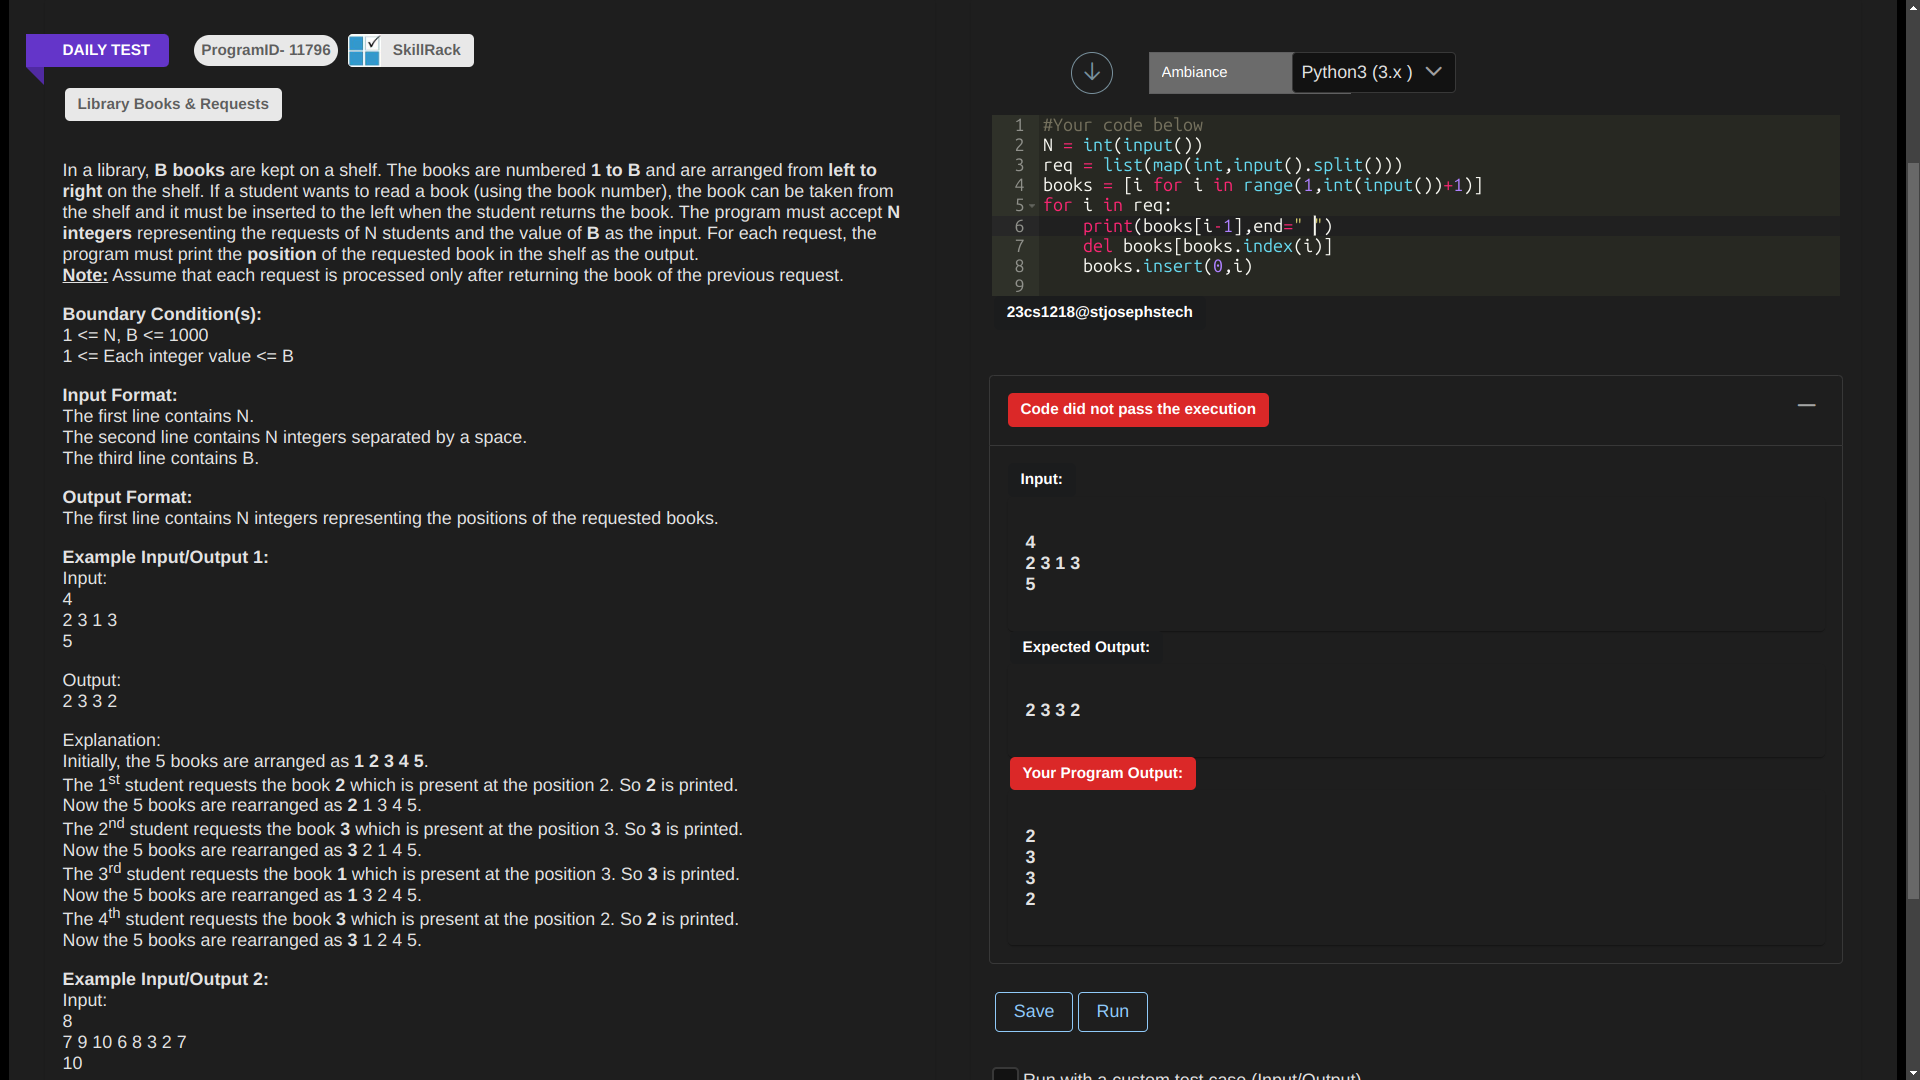 DAILY TEST
ProgramID- 11796
SkillRack
Library Books & Requests
In a library, B books are kept on a shelf. The books are numbered 1 to B and are arranged from left to
right on the shelf. If a student wants to read a book (using the book number), the book can be taken from
the shelf and it must be inserted to the left when the student returns the book. The program must accept N
integers representing the requests of N students and the value of B as the input. For each request, the
program must print the position of the requested book in the shelf as the output.
Note: Assume that each request is processed only after returning the book of the previous request.
Boundary Condition(s):
1 <= N, B <= 1000
1 <= Each integer value <= B
Input Format:
The first line contains N.
The second line contains N integers separated by a space.
The third line contains B.
Output Format:
The first line contains N integers representing the positions of the requested books.
Example Input/Output 1:
Input:
4
2 3 1 3
5
Output:
2 3 3 2
Explanation:
Initially, the 5 books are arranged as 1 2 3 4 5.
The 1st student requests the book 2 which is present at the position 2. So 2 is printed.
Now the 5 books are rearranged as 2 1 3 4 5.
The 2nd student requests the book 3 which is present at the position 3. So 3 is printed.
Now the 5 books are rearranged as 3 2 1 4 5.
The 3rd student requests the book 1 which is present at the position 3. So 3 is printed.
Now the 5 books are rearranged as 1 3 2 4 5.
The 4th student requests the book 3 which is present at the position 2. So 2 is printed.
Now the 5 books are rearranged as 3 1 2 4 5.
Example Input/Output 2:
Input:
8
7 9 10 6 8 3 2 7
10
Ambiance
Python3 (3.x )
1 #Your code below
2 N = int(input())
3 req = list(map(int,input().split()))
4 books = [i for i in range(1,int(input())+1)]
5 for i in req:
6     print(books[i-1],end=" ")
7     del books[books.index(i)]
8     books.insert(0,i)
9
23cs1218@stjosephstech
Code did not pass the execution
Input:
4
2 3 1 3
5
Expected Output:
2 3 3 2
Your Program Output:
2
3
3
2
Save
Run
Run with a custom test case (Input/Output)